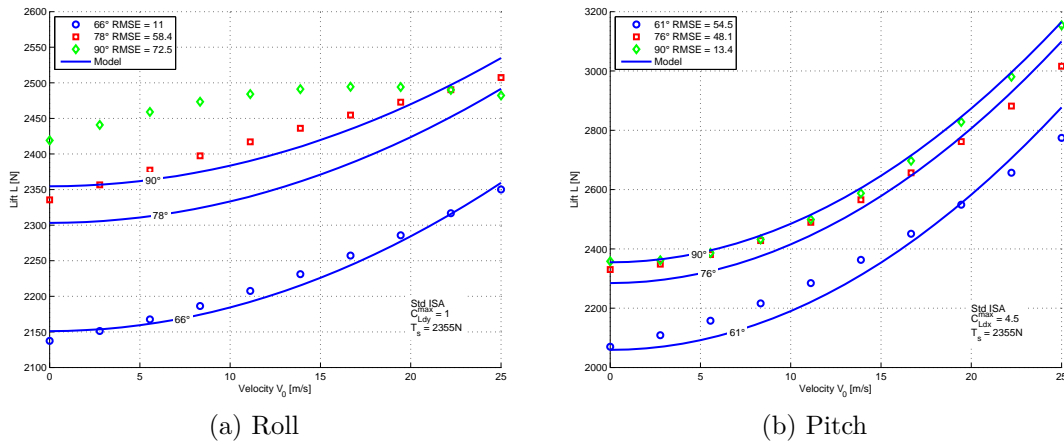 2600
2500
2400
2300
2200
2100
2550
2450
2350
2250
2150
Lift L [N]
66° RMSE = 11
78° RMSE = 58.4
90° RMSE = 72.5
Model
90°
78°
66°
Std ISA
C_Ldy^max = 1
T_s = 2355N
0 5 10 15 20 25
Velocity V_0 [m/s]
(a) Roll
3200
3000
2800
2600
2400
2200
2000
Lift L [N]
61° RMSE = 54.5
76° RMSE = 48.1
90° RMSE = 13.4
Model
90°
76°
61°
Std ISA
C_Ldx^max = 4.5
T_s = 2355N
0 5 10 15 20 25
Velocity V_0 [m/s]
(b) Pitch